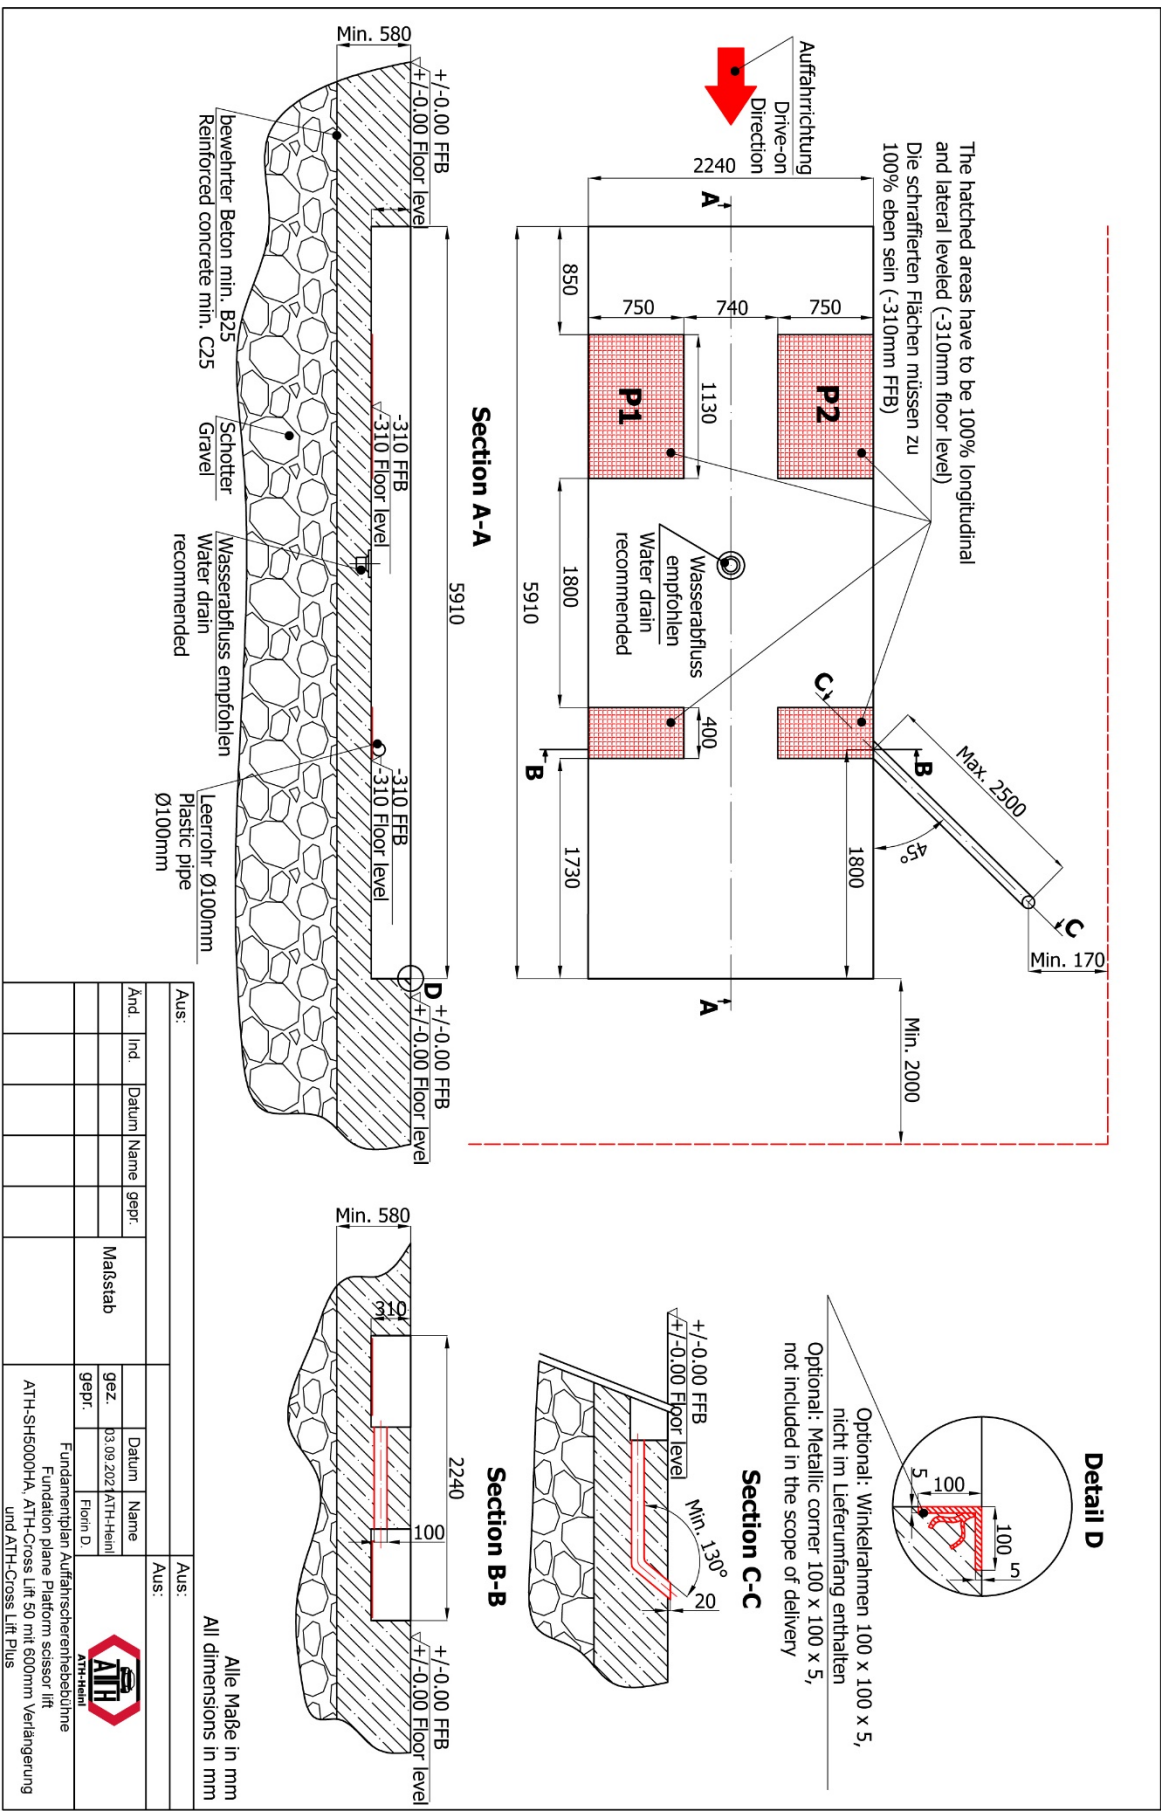 Auffahrrichtung
Drive-on
Direction
The hatched areas have to be 100% longitudinal
and lateral leveled (-310mm floor level)
Die schraffierten Flächen müssen zu
100% eben sein (-310mm FFB)
2240
A
A
850
750
740
750
1130
P1
P2
1800
400
1730
1800
5910
Wasserabfluss
empfohlen
Water drain
recommended
B
B
C
C
Max. 2500
45°
Min. 170
Min. 2000
Section A-A
5910
Min. 580
+/-0.00 FFB
+/-0.00 Floor level
-310 FFB
-310 Floor level
-310 FFB
-310 Floor level
D
+/-0.00 FFB
+/-0.00 Floor level
bewehrter Beton min. B25
Reinforced concrete min. C25
Schotter
Gravel
Wasserabfluss empfohlen
Water drain
recommended
Leerrohr Ø100mm
Plastic pipe
Ø100mm
Detail D
100
5
100
5
Optional: Winkelrahmen 100 x 100 x 5,
nicht im Lieferumfang enthalten
Optional: Metallic corner 100 x 100 x 5,
not included in the scope of delivery
Section C-C
+/-0.00 FFB
+/-0.00 Floor level
Min. 130°
20
Section B-B
Min. 580
310
2240
100
+/-0.00 FFB
+/-0.00 Floor level
Alle Maße in mm
All dimensions in mm
Aus:
Aus:
Aus:
Änd.
Ind.
Datum
Name
gepr.
Maßstab
Datum
Name
gez.
03.09.2021
ATH-Heinl
gepr.
Florin D.
ATH
ATH-Heinl
Fundamentplan Auffahrscherenhebebühne
Fundation plane Platform scissor lift
ATH-SH5000HA, ATH-Cross Lift 50 mit 600mm Verlängerung
und ATH-Cross Lift Plus